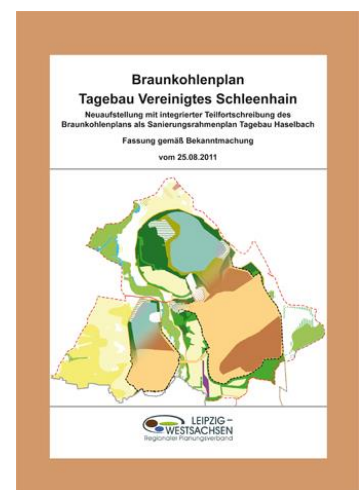 Braunkohlenplan
Tagebau Vereinigtes Schleenhain
Neuaufstellung mit integrierter Teilfortschreibung des
Braunkohlenplans als Sanierungsrahmenplan Tagebau Haselbach
Fassung gemäß Bekanntmachung
vom 25.08.2011
LEIPZIG–
WESTSACHSEN
Regionaler Planungsverband